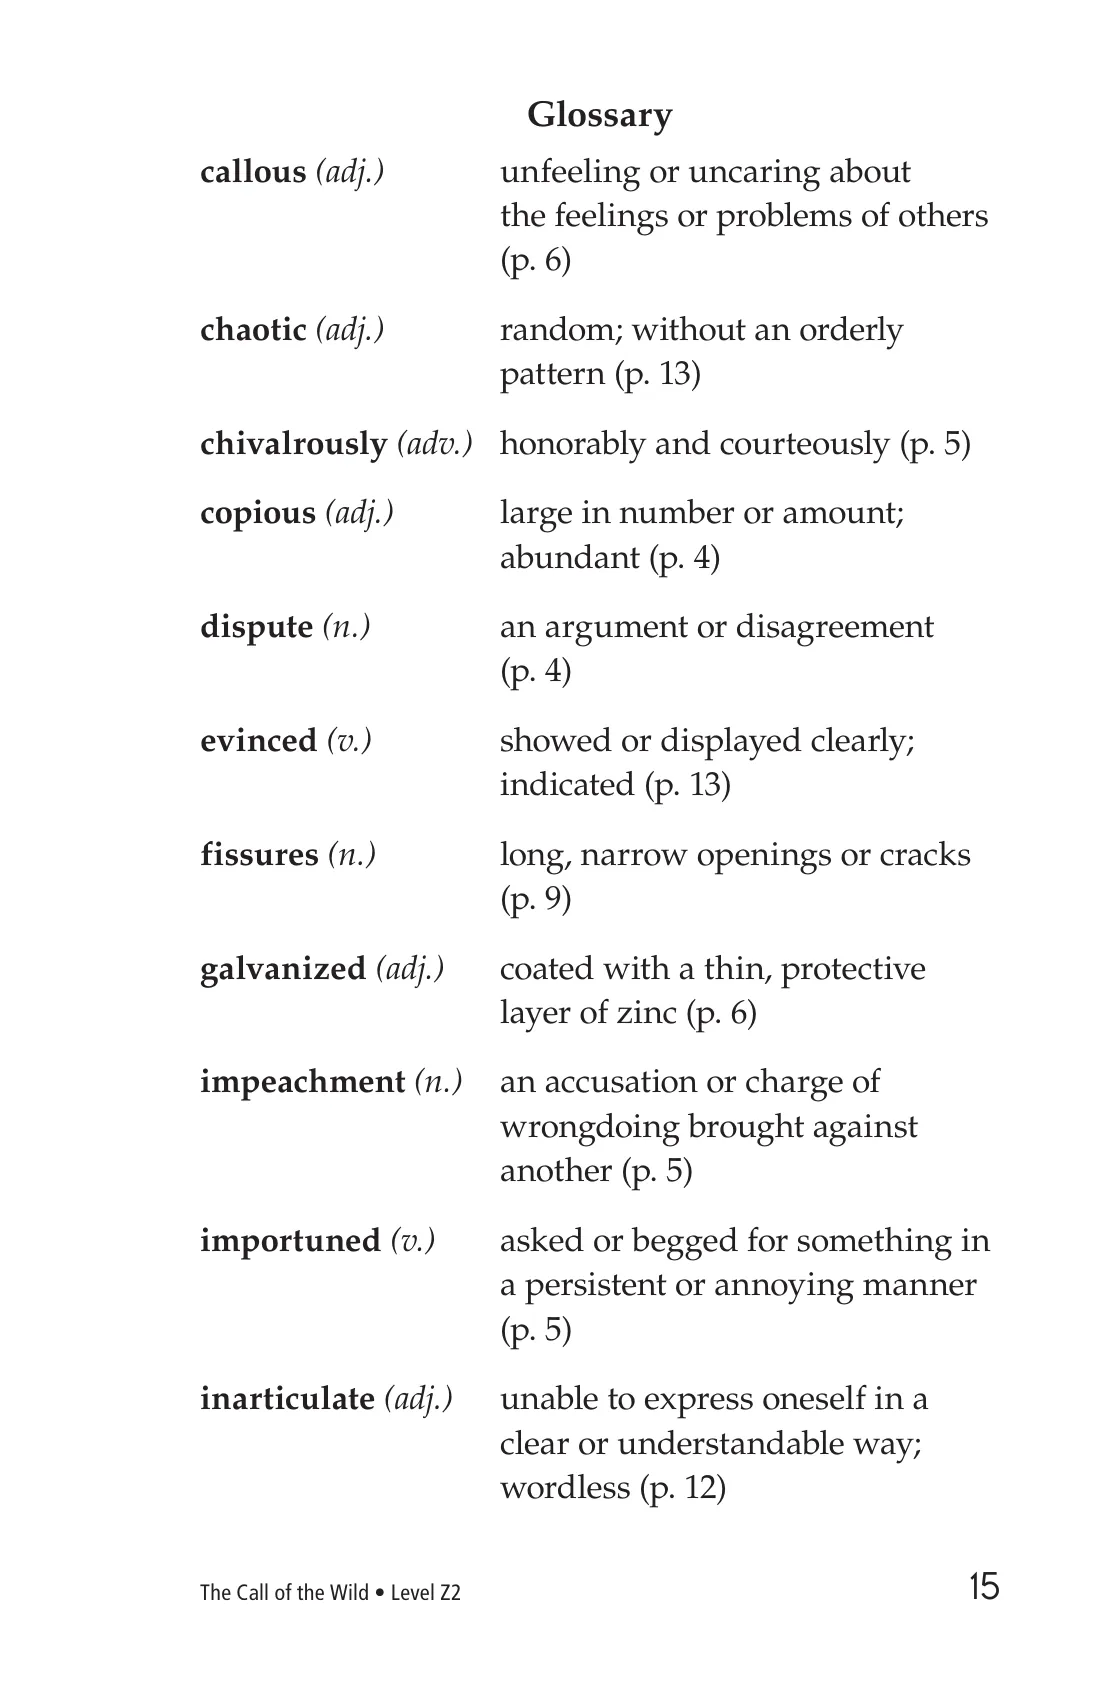 Glossary
callous (adj.) unfeeling or uncaring about
the feelings or problems of others
(p. 6)
chaotic (adj.) random; without an orderly
pattern (p. 13)
chivalrously (adv.) honorably and courteously (p. 5)
copious (adj.) large in number or amount;
abundant (p. 4)
dispute (n.) an argument or disagreement
(p. 4)
evinced (v.) showed or displayed clearly;
indicated (p. 13)
fissures (n.) long, narrow openings or cracks
(p. 9)
galvanized (adj.) coated with a thin, protective
layer of zinc (p. 6)
impeachment (n.) an accusation or charge of
wrongdoing brought against
another (p. 5)
importuned (v.) asked or begged for something in
a persistent or annoying manner
(p. 5)
inarticulate (adj.) unable to express oneself in a
clear or understandable way;
wordless (p. 12)
The Call of the Wild • Level Z2 15